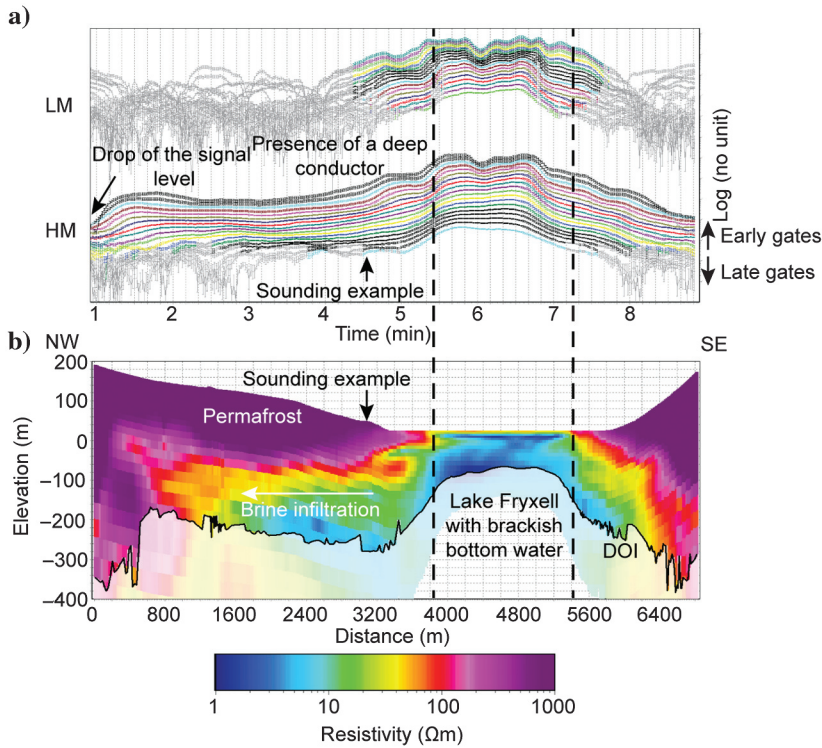 a)
LM
Presence of a deep
conductor
Drop of the signal
level
HM
Sounding example
Log (no unit)
Early gates
Late gates
1 2 3 4 5 6 7 8
Time (min)
b)
NW
SE
Sounding example
Permafrost
Brine infiltration
Lake Fryxell
with brackish
bottom water
DOI
Elevation (m)
200
100
0
−100
−200
−300
−400
0 800 1600 2400 3200 4000 4800 5600 6400
Distance (m)
1 10 100 1000
Resistivity (Ωm)